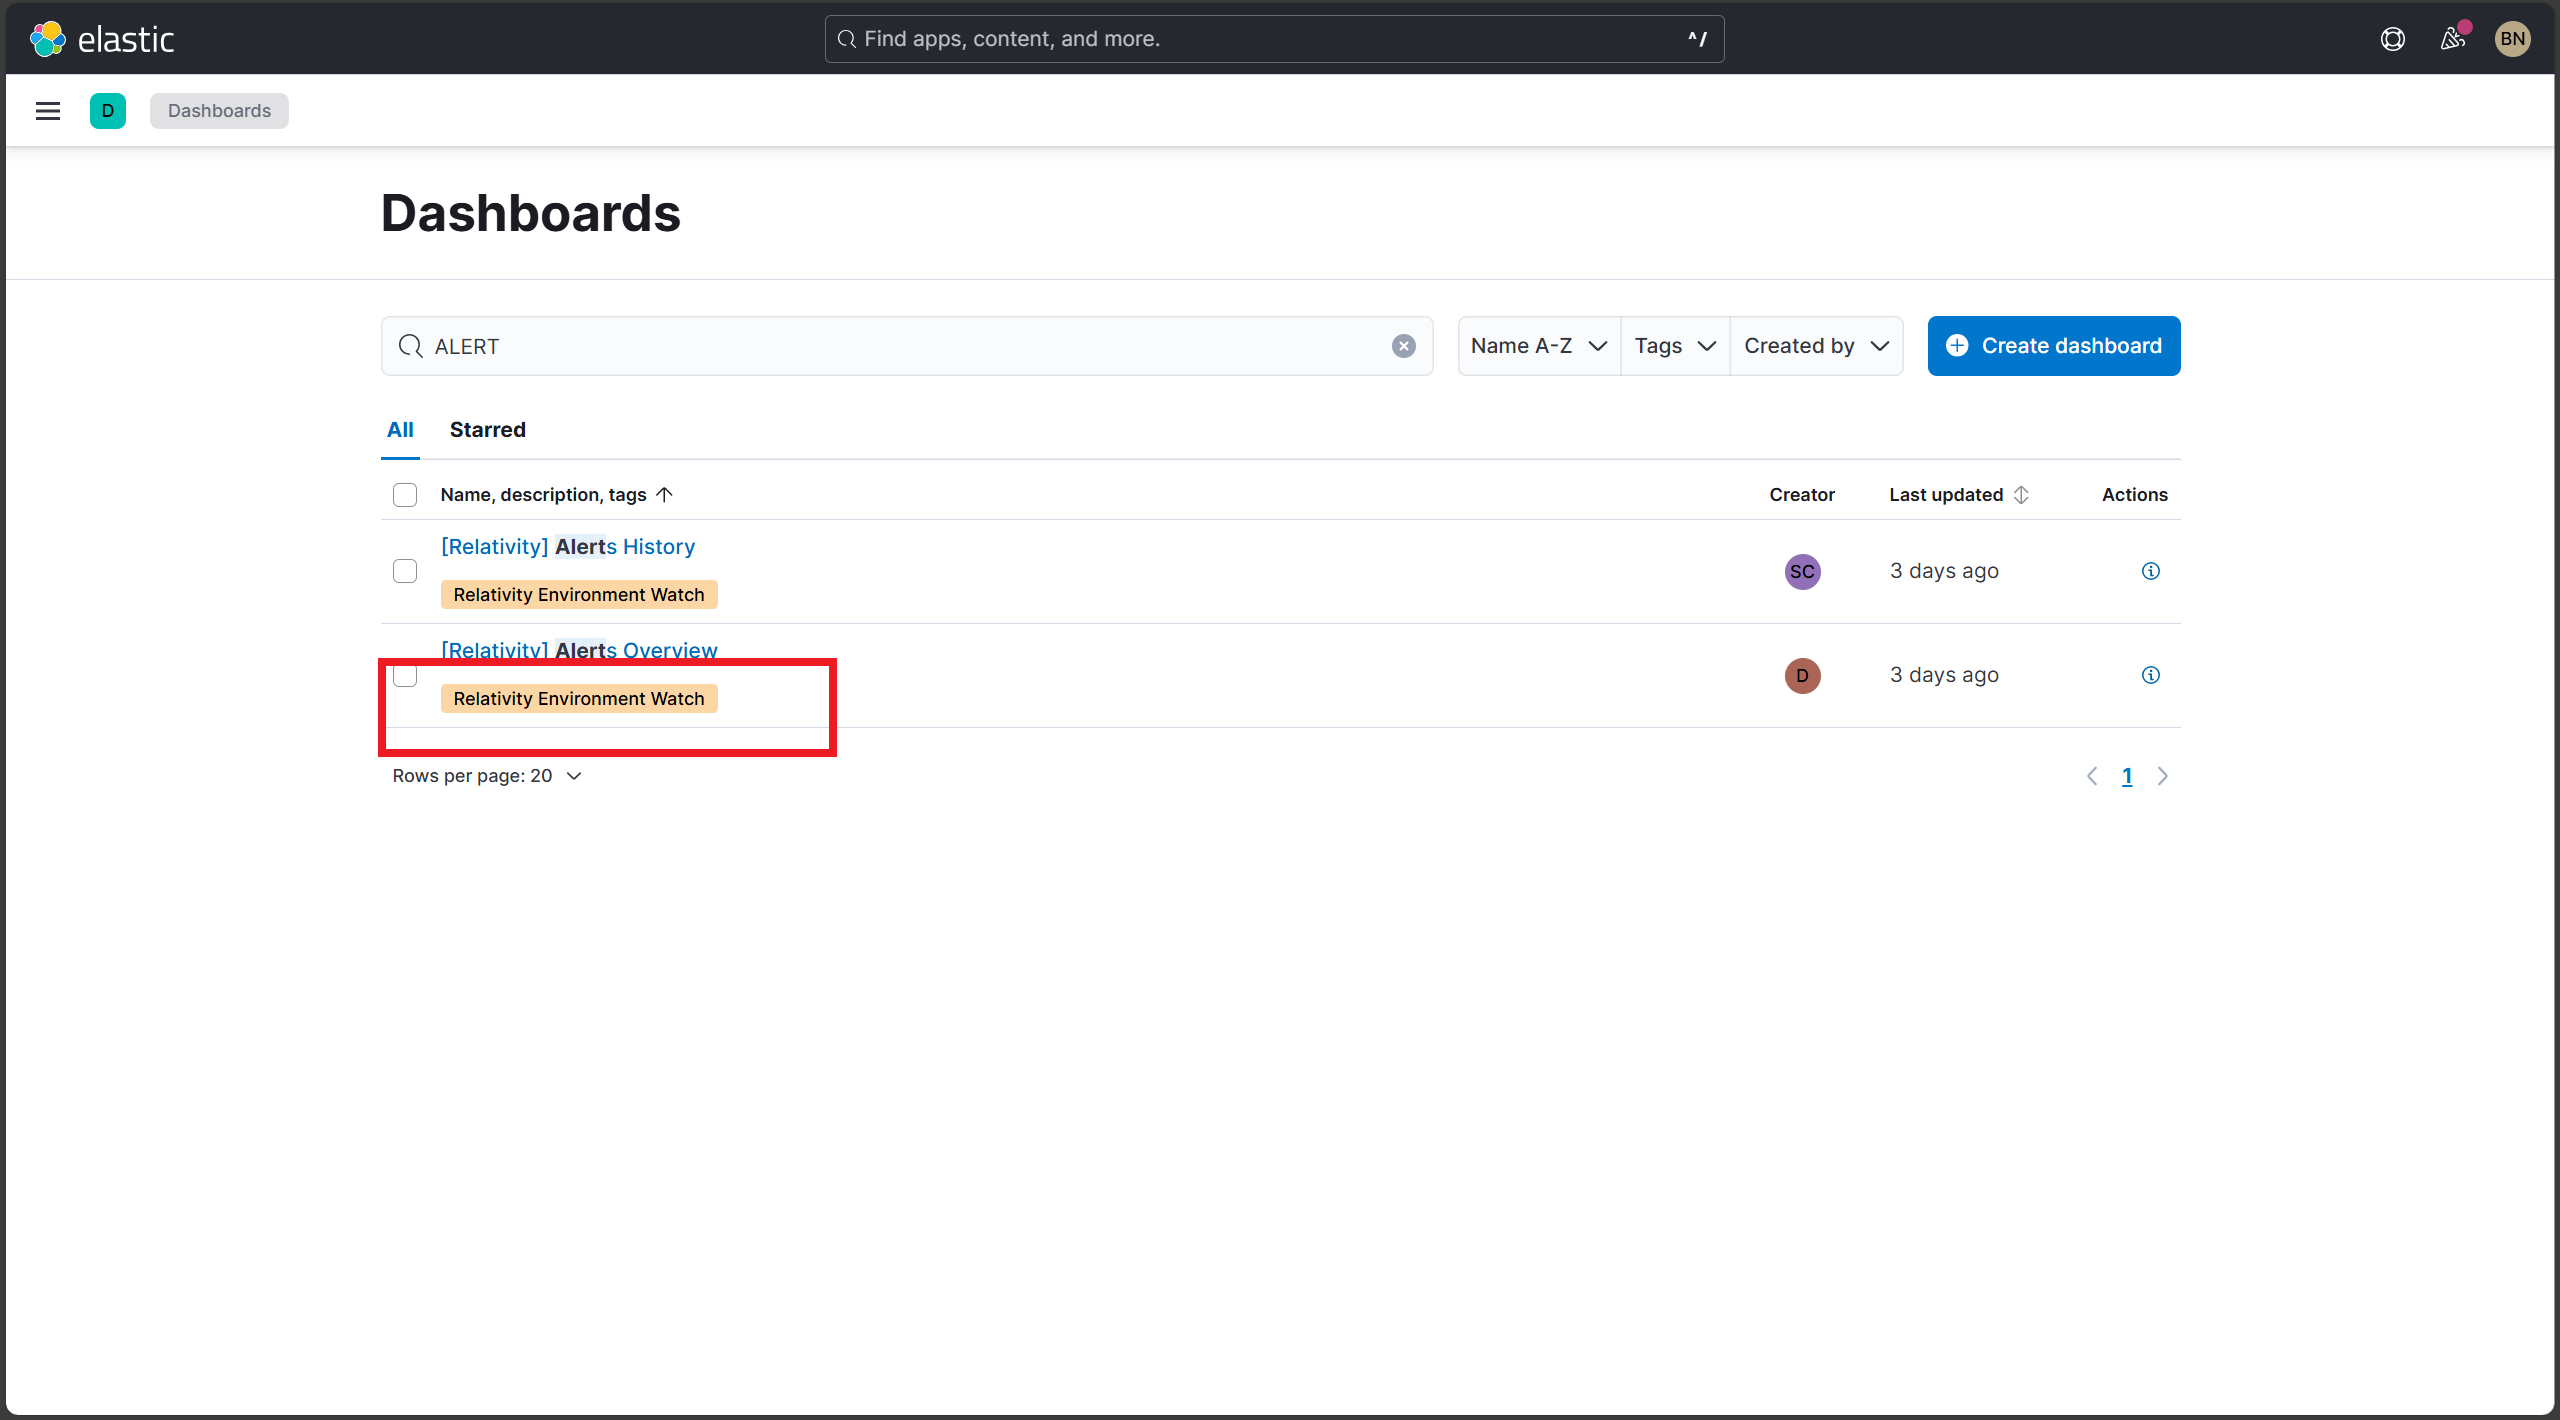 elastic
Find apps, content, and more.
^/
BN
D
Dashboards
Dashboards
ALERT
Name A-Z
Tags
Created by
Create dashboard
All
Starred
Name, description, tags
Creator
Last updated
Actions
[Relativity] Alerts History
Relativity Environment Watch
SC
3 days ago
[Relativity] Alerts Overview
Relativity Environment Watch
D
3 days ago
Rows per page: 20
1